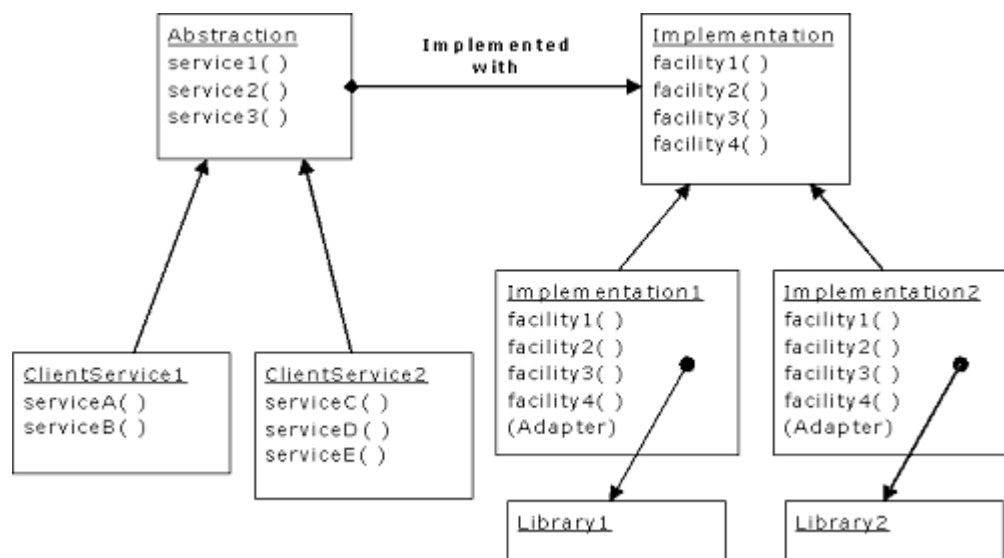 Abstraction
service1( )
service2( )
service3( )
Implemented
with
Implementation
facility1( )
facility2( )
facility3( )
facility4( )
ClientService1
serviceA( )
serviceB( )
ClientService2
serviceC( )
serviceD( )
serviceE( )
Implementation1
facility1( )
facility2( )
facility3( )
facility4( )
(Adapter)
Implementation2
facility1( )
facility2( )
facility3( )
facility4( )
(Adapter)
Library1
Library2